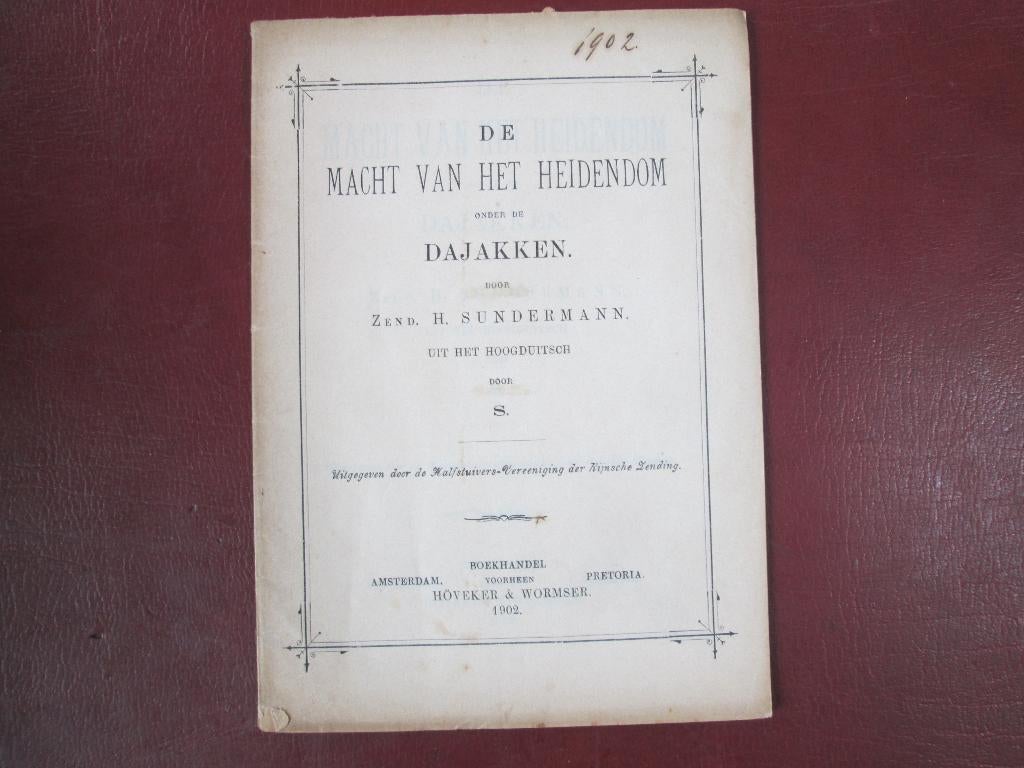 1902.
DE
MACHT VAN HET HEIDENDOM
ONDER DE
DAJAKKEN.
DOOR
ZEND. H. SUNDERMANN.
UIT HET HOOGDUITSCH
DOOR
S.
Uitgegeven door de Halfstuivers-Vereeniging der Rijnsche Zending.
BOEKHANDEL
AMSTERDAM. VOORHEEN PRETORIA.
HÖVEKER & WORMSER.
1902.